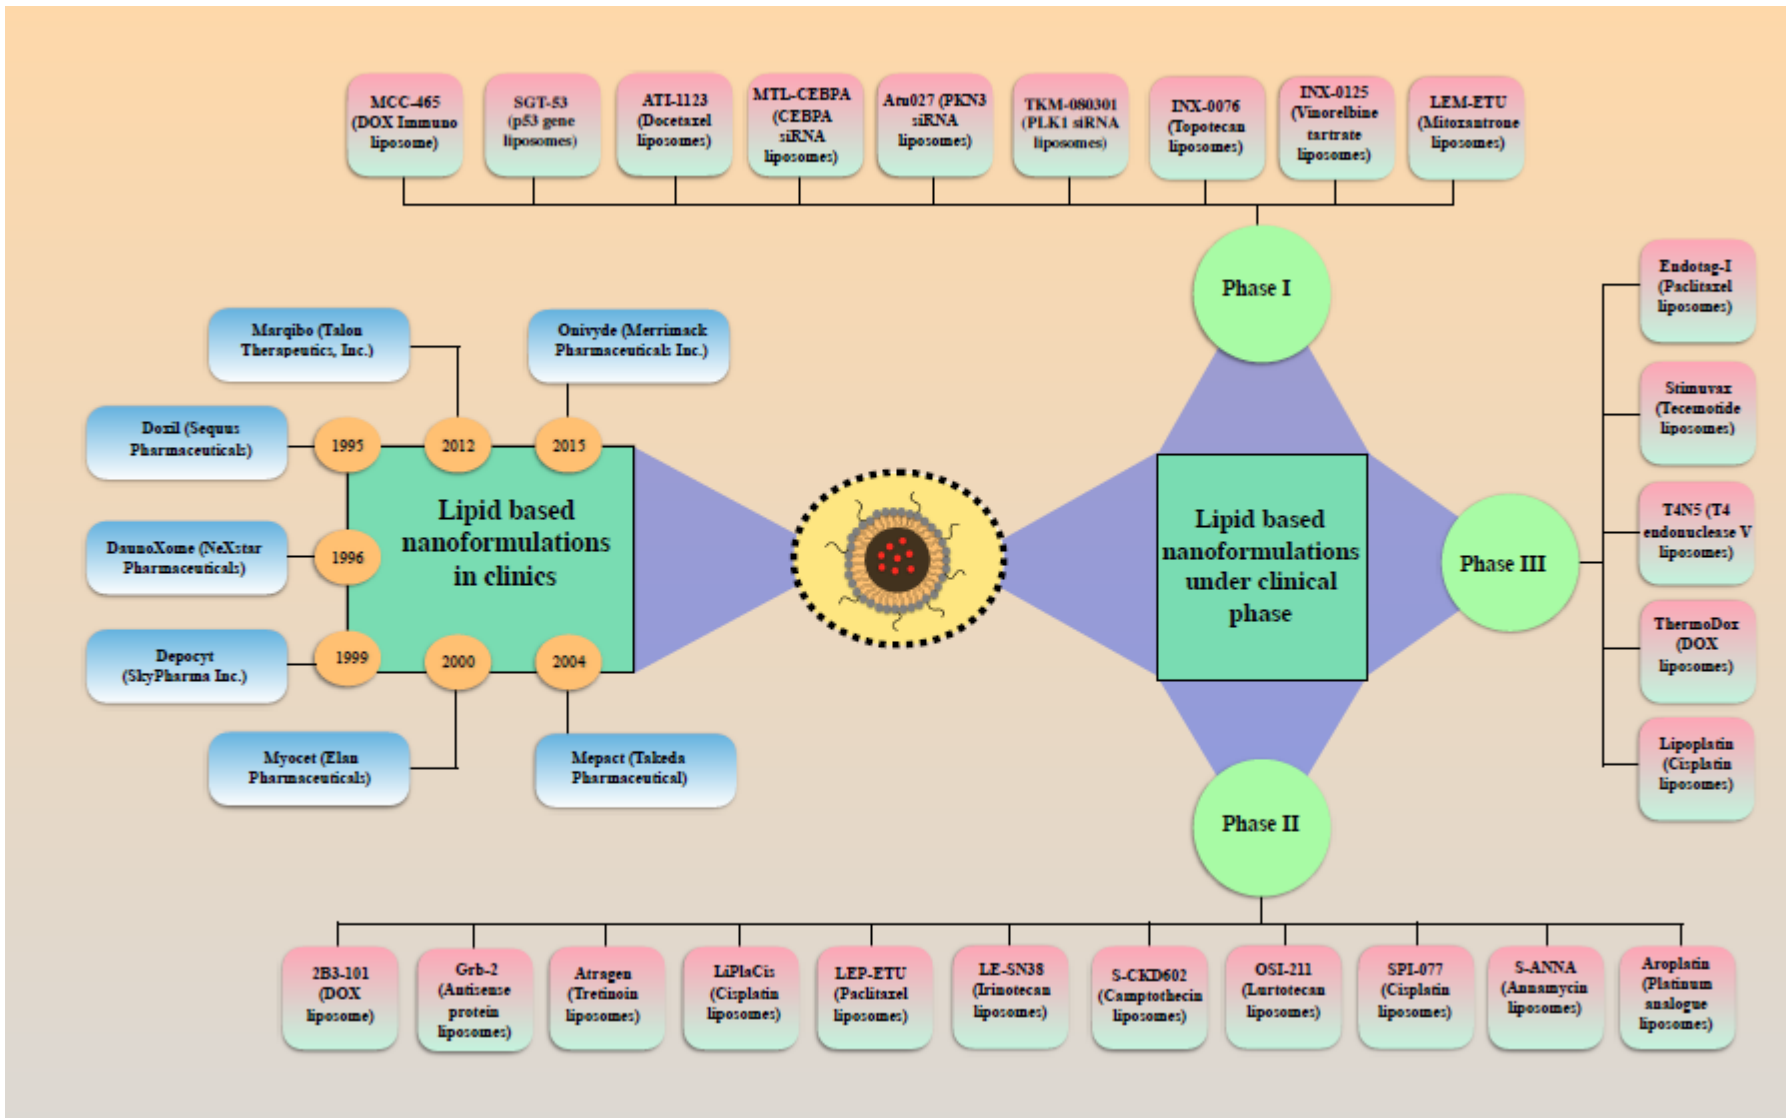 MCC-465
(DOX Immuno
liposome)
SGT-53
(p53 gene
liposomes)
ATI-1123
(Docetaxel
liposomes)
MTL-CEBPA
(CEBPA
siRNA
liposomes)
Atu027 (PKN3
siRNA
liposomes)
TKM-080301
(PLK1 siRNA
liposomes)
INX-0076
(Topotecan
liposomes)
INX-0125
(Vinorelbine
tartrate
liposomes)
LEM-ETU
(Mitoxantrone
liposomes)
Phase I
Marqibo (Talon
Therapeutics, Inc.)
Onivyde (Merrimack
Pharmaceuticals Inc.)
Doxil (Sequus
Pharmaceuticals)
DaunoXome (NeXstar
Pharmaceuticals)
Depocyt
(SkyPharma Inc.)
Myocet (Elan
Pharmaceuticals)
Mepact (Takeda
Pharmaceutical)
1995
2012
2015
1996
1999
2000
2004
Lipid based
nanoformulations
in clinics
Lipid based
nanoformulations
under clinical
phase
Phase III
Endotag-I
(Paclitaxel
liposomes)
Stimuvax
(Tecemotide
liposomes)
T4N5 (T4
endonuclease V
liposomes)
ThermoDox
(DOX
liposomes)
Lipoplatin
(Cisplatin
liposomes)
Phase II
2B3-101
(DOX
liposome)
Grb-2
(Antisense
protein
liposomes)
Atragen
(Tretinoin
liposomes)
LiPlaCis
(Cisplatin
liposomes)
LEP-ETU
(Paclitaxel
liposomes)
LE-SN38
(Irinotecan
liposomes)
S-CKD602
(Camptothecin
liposomes)
OSI-211
(Lurtotecan
liposomes)
SPI-077
(Cisplatin
liposomes)
S-ANNA
(Annamycin
liposomes)
Aroplatin
(Platinum
analogue
liposomes)